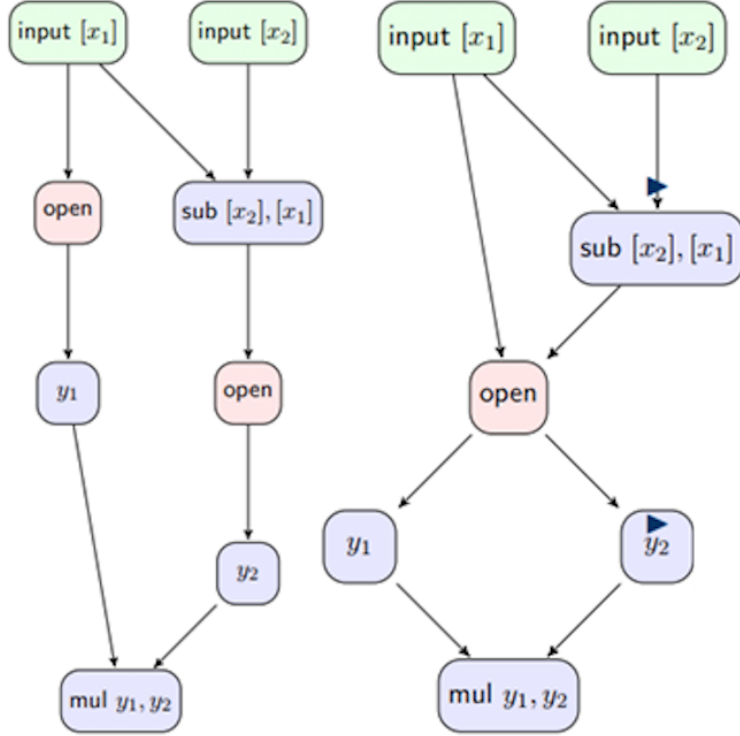 input [x₁]
input [x₂]
open
sub [x₂], [x₁]
y₁
open
y₂
mul y₁, y₂
input [x₁]
input [x₂]
sub [x₂], [x₁]
open
y₁
y₂
mul y₁, y₂